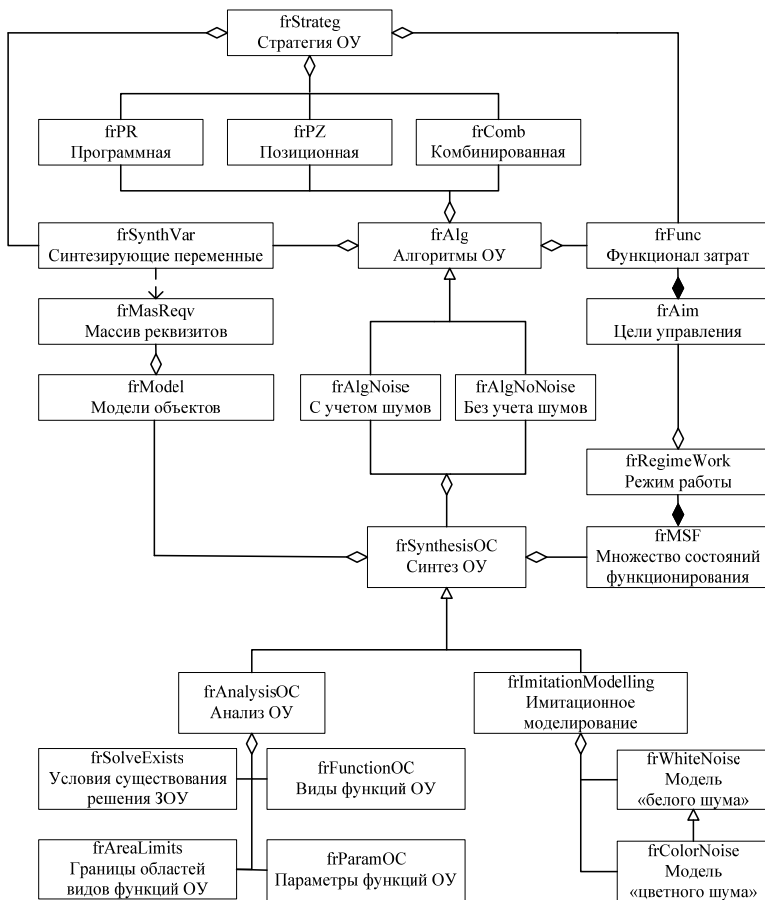 frStrateg
Стратегия ОУ
frPR
Программная
frPZ
Позиционная
frComb
Комбинированная
frSynthVar
Синтезирующие переменные
frAlg
Алгоритмы ОУ
frFunc
Функционал затрат
frMasReqv
Массив реквизитов
frAim
Цели управления
frModel
Модели объектов
frAlgNoise
С учетом шумов
frAlgNoNoise
Без учета шумов
frRegimeWork
Режим работы
frSynthesisOC
Синтез ОУ
frMSF
Множество состояний
функционирования
frAnalysisOC
Анализ ОУ
frImitationModelling
Имитационное
моделирование
frSolveExists
Условия существования
решения ЗОУ
frFunctionOC
Виды функций ОУ
frWhiteNoise
Модель
«белого шума»
frAreaLimits
Границы областей
видов функций ОУ
frParamOC
Параметры функций ОУ
frColorNoise
Модель
«цветного шума»